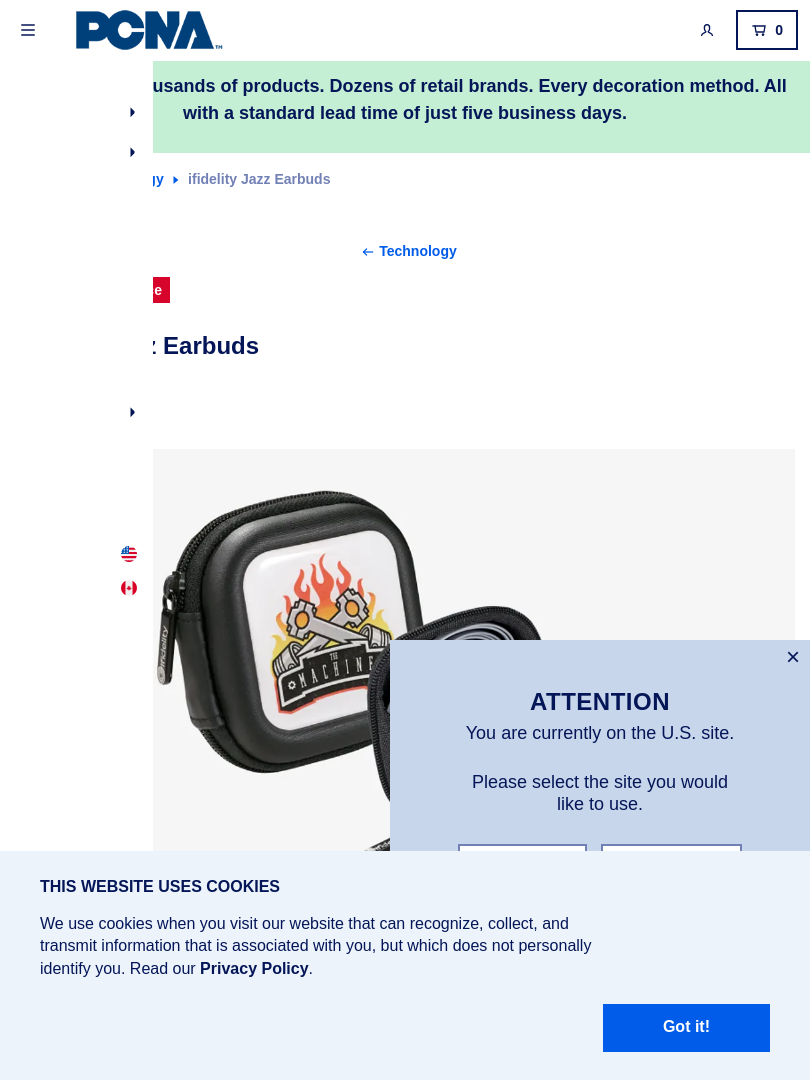 PCNA
0
usands of products. Dozens of retail brands. Every decoration method. All
with a standard lead time of just five business days.
gy ifidelity Jazz Earbuds
← Technology
e
z Earbuds
ifidelity
THE
MACHINE
ATTENTION
You are currently on the U.S. site.
Please select the site you would
like to use.
THIS WEBSITE USES COOKIES
We use cookies when you visit our website that can recognize, collect, and
transmit information that is associated with you, but which does not personally
identify you. Read our Privacy Policy.
Got it!